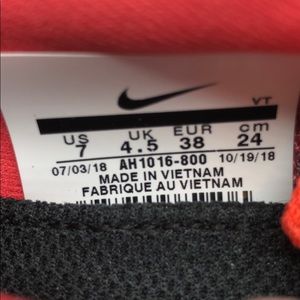 VT
US UK EUR cm
7 4.5 38 24
07/03/18 AH1016-800 10/19/18
MADE IN VIETNAM
FABRIQUE AU VIETNAM